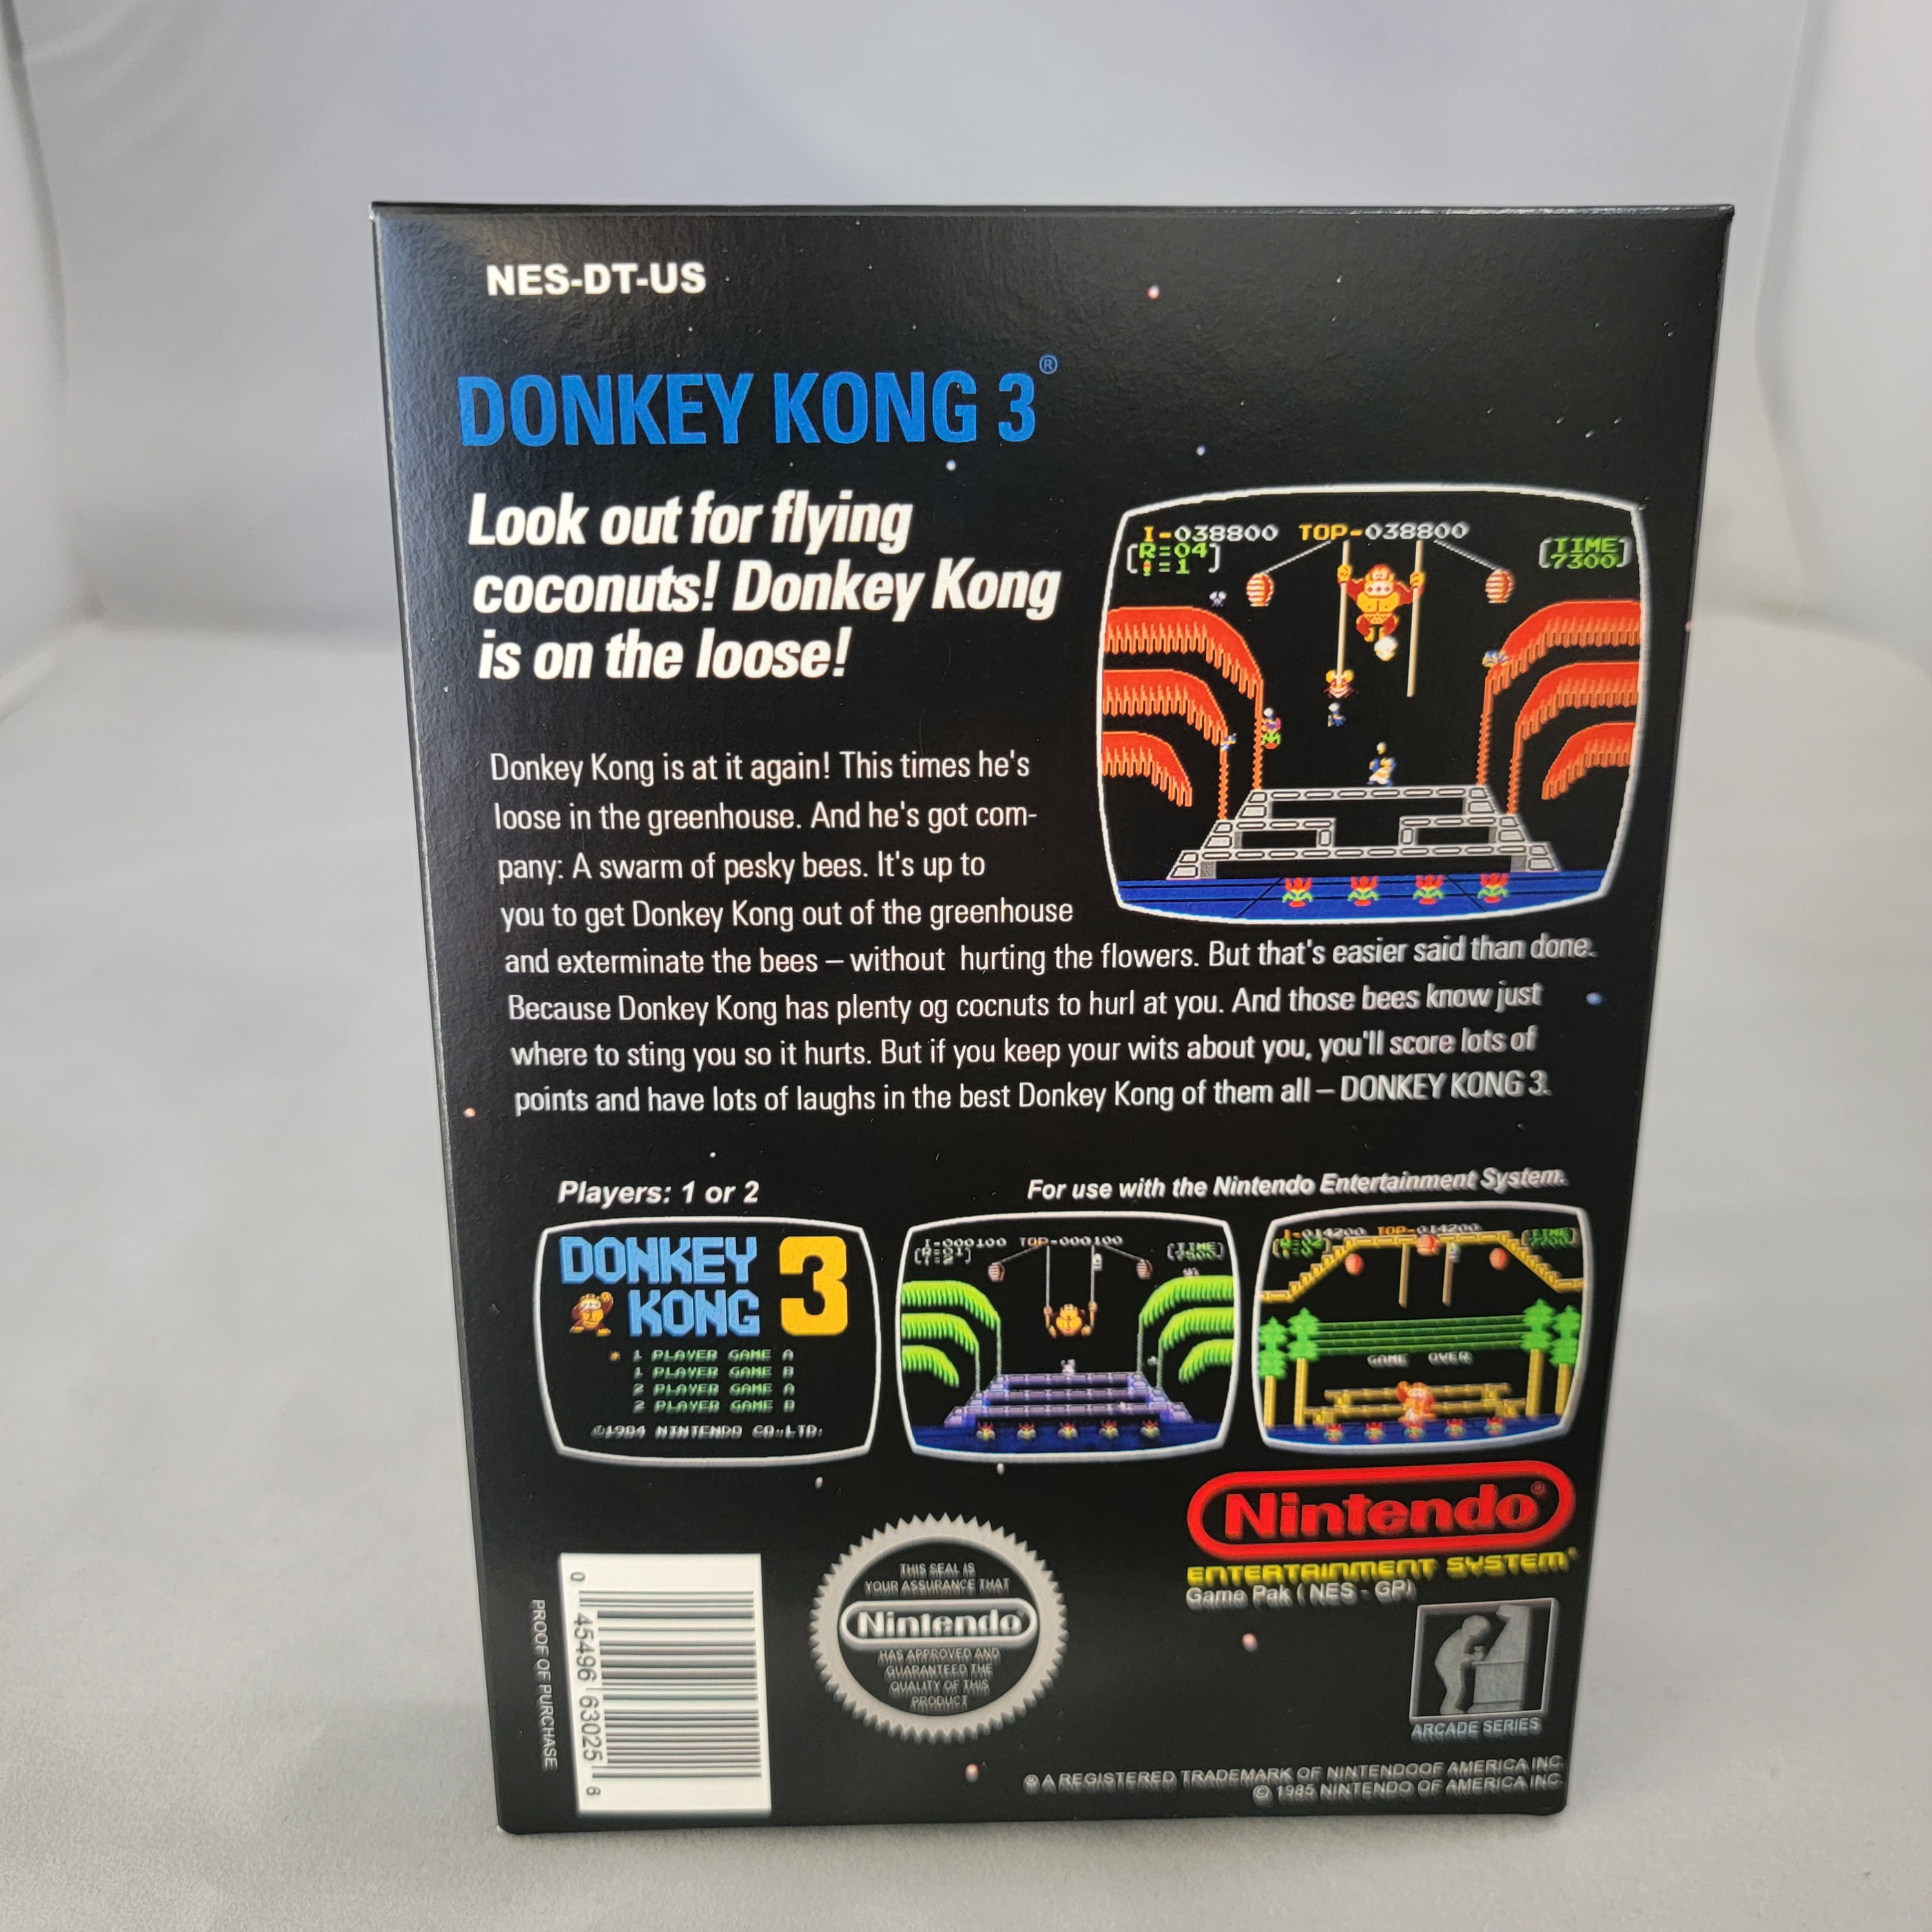 NES-DT-US
DONKEY KONG 3®
Look out for flying
coconuts! Donkey Kong
is on the loose!
I-038800 TOP-038800
R=04
=1
TIME
7300
Donkey Kong is at it again! This times he's
loose in the greenhouse. And he's got com-
pany: A swarm of pesky bees. It's up to
you to get Donkey Kong out of the greenhouse
and exterminate the bees – without hurting the flowers. But that's easier said than done.
Because Donkey Kong has plenty og cocnuts to hurl at you. And those bees know just
where to sting you so it hurts. But if you keep your wits about you, you'll score lots of
points and have lots of laughs in the best Donkey Kong of them all – DONKEY KONG 3.
Players: 1 or 2
For use with the Nintendo Entertainment System.
DONKEY
KONG 3
1 PLAYER GAME A
1 PLAYER GAME B
2 PLAYER GAME A
2 PLAYER GAME B
©1984 NINTENDO CO.,LTD.
I-000100 TOP-000100
TIME
I-014200 TOP-014200
TIME
GAME OVER
Nintendo®
ENTERTAINMENT SYSTEM®
Game Pak ( NES - GP)
THIS SEAL IS
YOUR ASSURANCE THAT
Nintendo
HAS APPROVED AND
GUARANTEED THE
QUALITY OF THIS
PRODUCT
PROOF OF PURCHASE
0 45496 63025 6
ARCADE SERIES
® A REGISTERED TRADEMARK OF NINTENDOOF AMERICA INC.
© 1985 NINTENDO OF AMERICA INC.